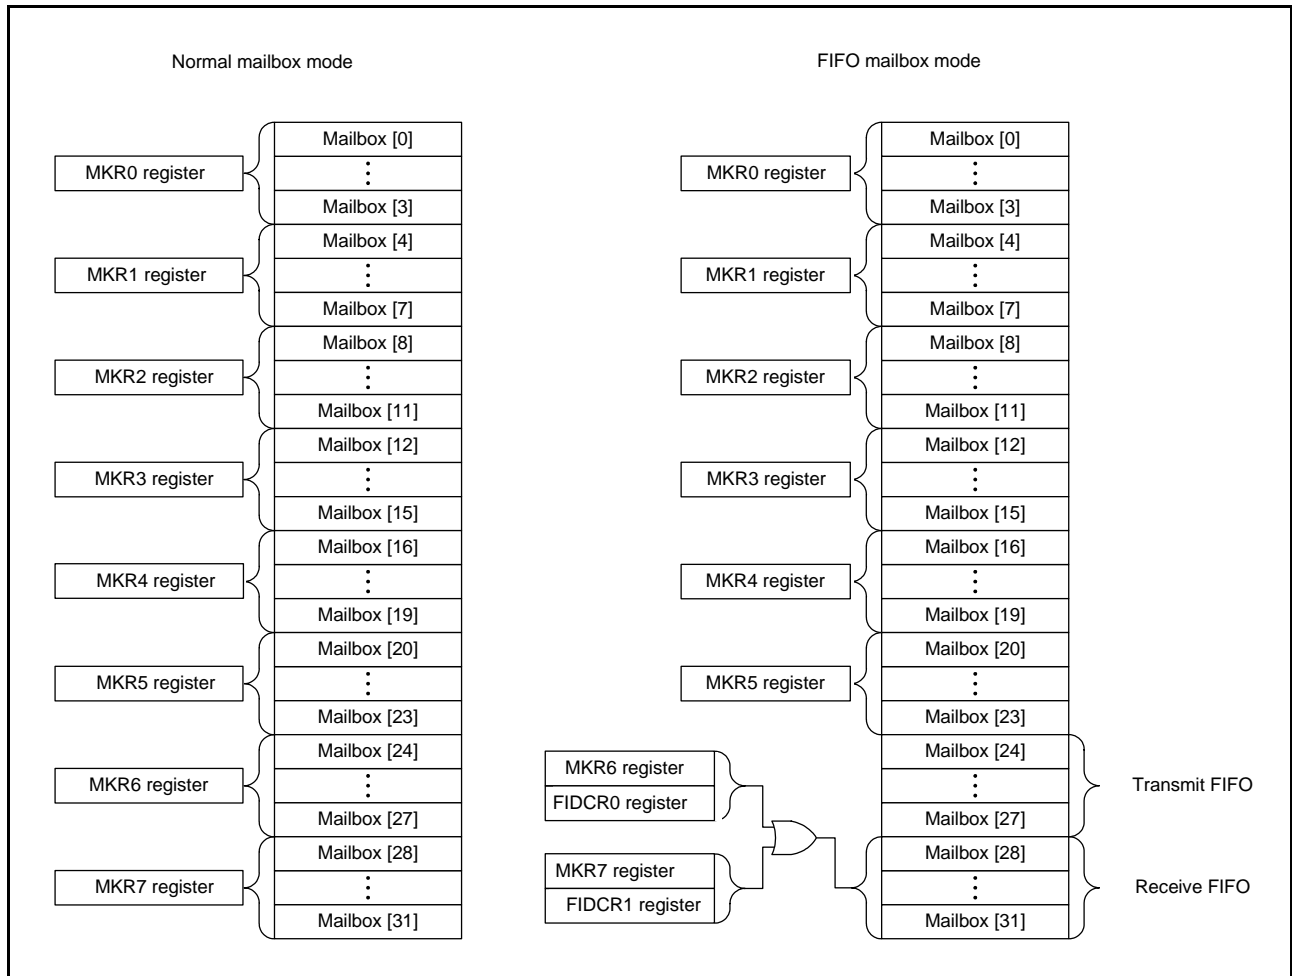 Normal mailbox mode
Mailbox [0]
MKR0 register
Mailbox [3]
Mailbox [4]
MKR1 register
Mailbox [7]
Mailbox [8]
MKR2 register
Mailbox [11]
Mailbox [12]
MKR3 register
Mailbox [15]
Mailbox [16]
MKR4 register
Mailbox [19]
Mailbox [20]
MKR5 register
Mailbox [23]
Mailbox [24]
MKR6 register
Mailbox [27]
Mailbox [28]
MKR7 register
Mailbox [31]
FIFO mailbox mode
Mailbox [0]
MKR0 register
Mailbox [3]
Mailbox [4]
MKR1 register
Mailbox [7]
Mailbox [8]
MKR2 register
Mailbox [11]
Mailbox [12]
MKR3 register
Mailbox [15]
Mailbox [16]
MKR4 register
Mailbox [19]
Mailbox [20]
MKR5 register
Mailbox [23]
Mailbox [24]
MKR6 register
Transmit FIFO
FIDCR0 register
Mailbox [27]
Mailbox [28]
MKR7 register
Receive FIFO
FIDCR1 register
Mailbox [31]